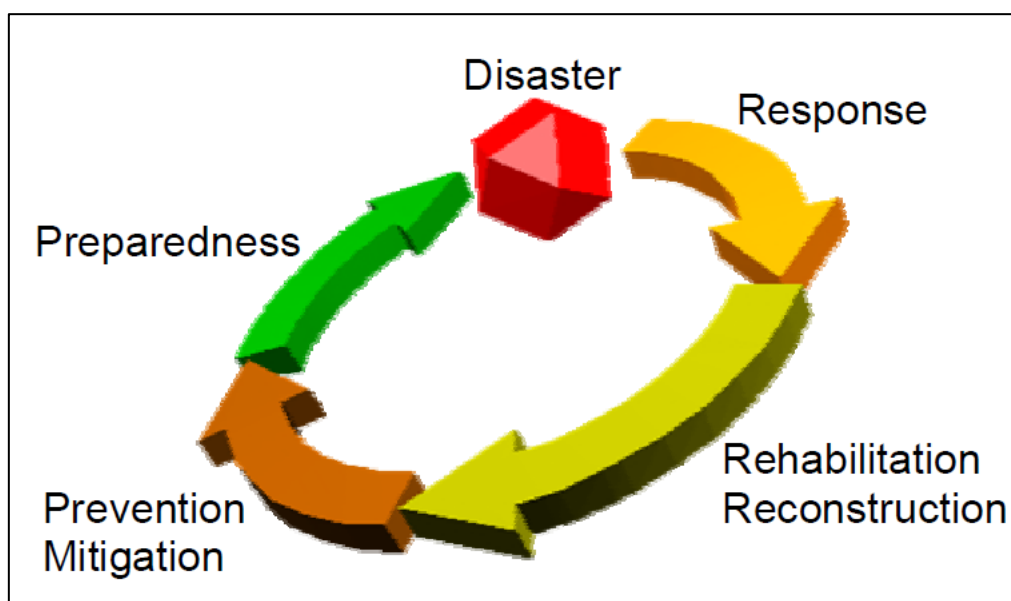 Disaster
Response
Preparedness
Rehabilitation
Reconstruction
Prevention
Mitigation